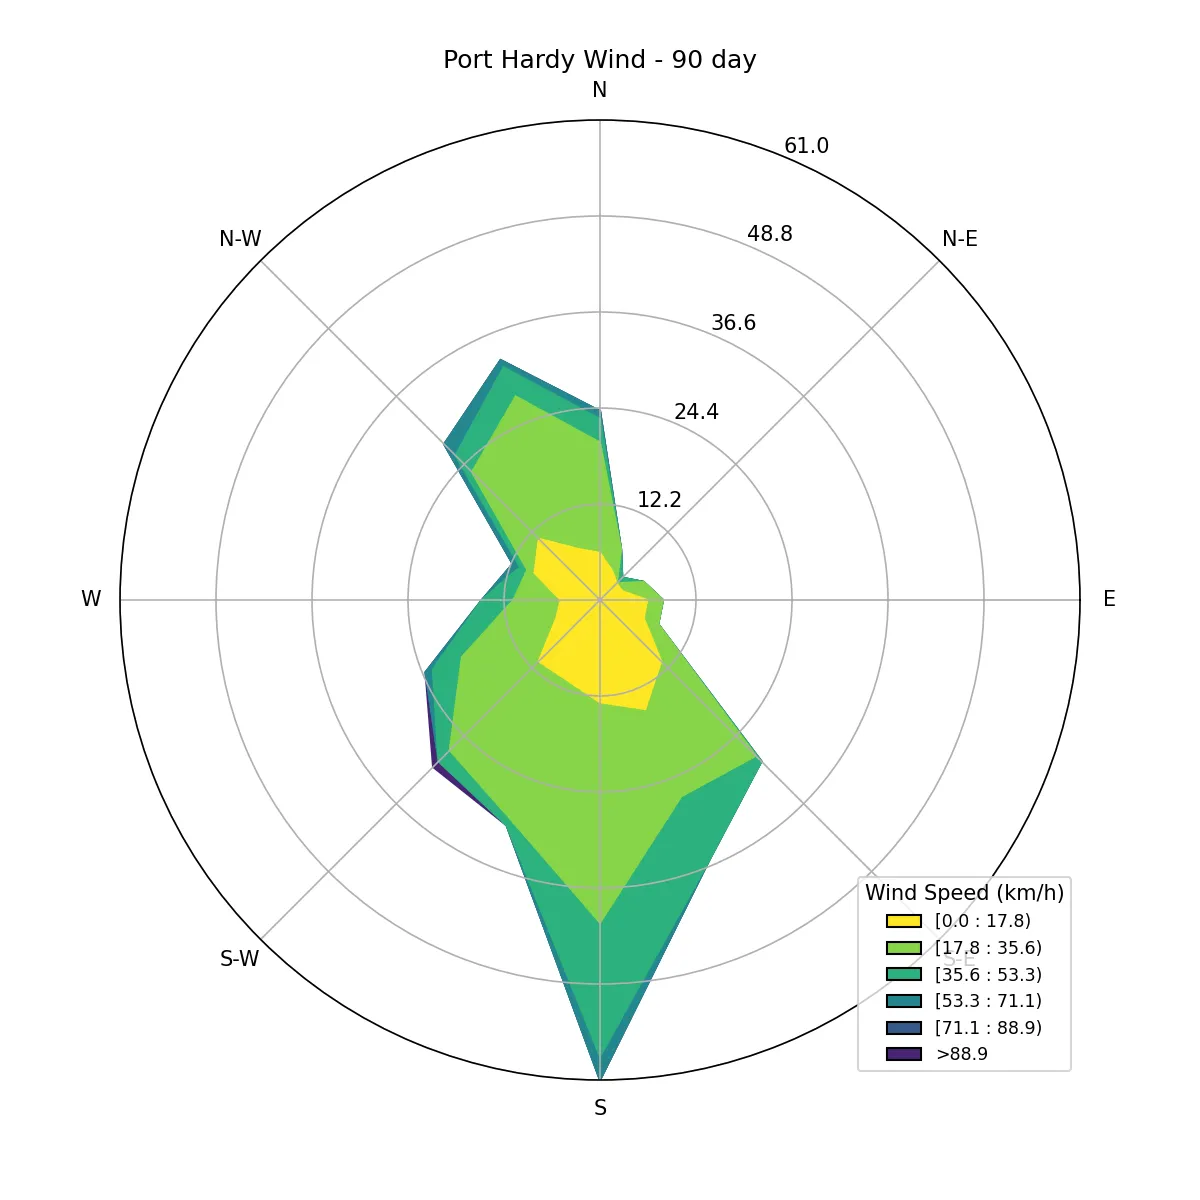 Port Hardy Wind - 90 day
N
61.0
N-W
48.8
N-E
36.6
24.4
12.2
W
E
S-W
S-E
S
Wind Speed (km/h)
[0.0 : 17.8)
[17.8 : 35.6)
[35.6 : 53.3)
[53.3 : 71.1)
[71.1 : 88.9)
>88.9